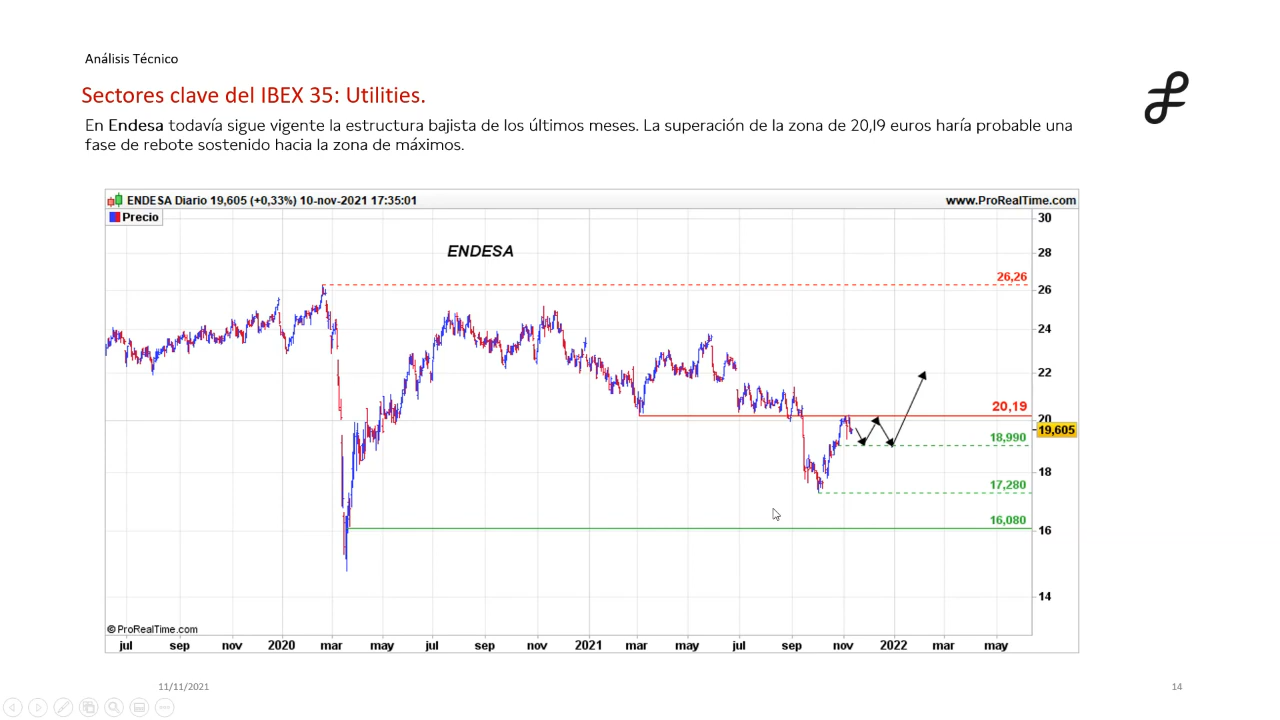 Análisis Técnico
Sectores clave del IBEX 35: Utilities.
En Endesa todavía sigue vigente la estructura bajista de los últimos meses. La superación de la zona de 20,19 euros haría probable una
fase de rebote sostenido hacia la zona de máximos.
ENDESA Diario 19,605 (+0,33%) 10-nov-2021 17:35:01
www.ProRealTime.com
Precio
30
ENDESA
28
26,26
26
24
22
20,19
20
19,605
18,990
18
17,280
16,080
16
14
© ProRealTime.com
jul sep nov 2020 mar may jul sep nov 2021 mar may jul sep nov 2022 mar may
11/11/2021
14